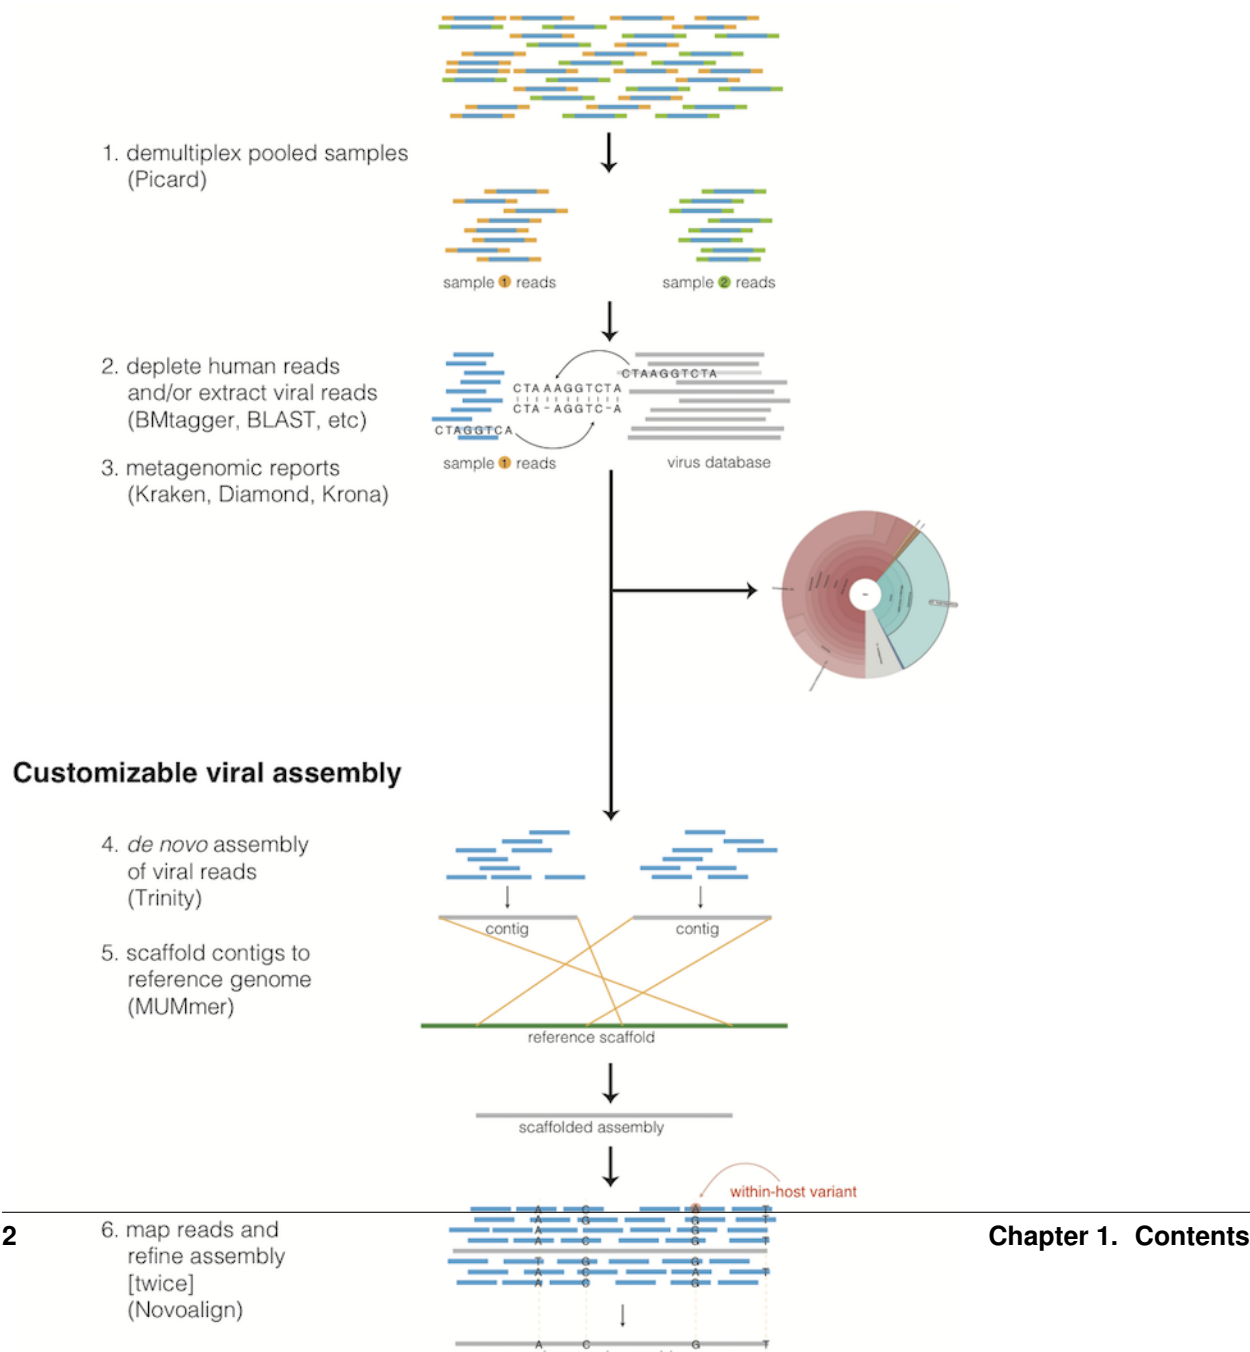 1. demultiplex pooled samples
(Picard)
sample 1 reads
sample 2 reads
2. deplete human reads
and/or extract viral reads
(BMtagger, BLAST, etc)
CTAAGGTCTA
CTAAAGGTCTA
CTA-AGGTC-A
CTAGGTCA
sample 1 reads
virus database
3. metagenomic reports
(Kraken, Diamond, Krona)
Customizable viral assembly
4. de novo assembly
of viral reads
(Trinity)
contig
contig
5. scaffold contigs to
reference genome
(MUMmer)
reference scaffold
scaffolded assembly
within-host variant
A C A T
A G G T
A C G
A C G T
T G G
A C A T
A C G
A C G T
6. map reads and
refine assembly
[twice]
(Novoalign)
2
Chapter 1. Contents